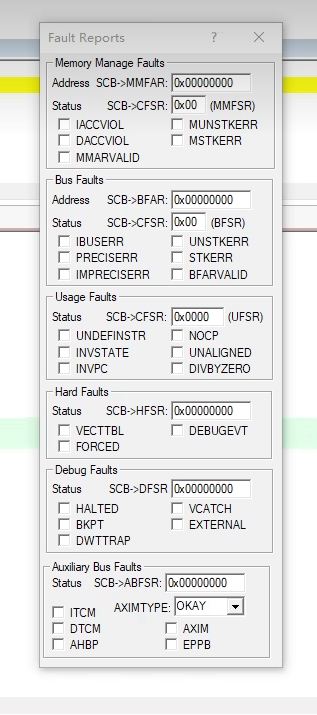 Fault Reports ? ×
Memory Manage Faults
Address SCB->MMFAR: 0x00000000
Status SCB->CFSR: 0x00 (MMFSR)
IACCVIOL MUNSTKERR
DACCVIOL MSTKERR
MMARVALID
Bus Faults
Address SCB->BFAR: 0x00000000
Status SCB->CFSR: 0x00 (BFSR)
IBUSERR UNSTKERR
PRECISERR STKERR
IMPRECISERR BFARVALID
Usage Faults
Status SCB->CFSR: 0x0000 (UFSR)
UNDEFINSTR NOCP
INVSTATE UNALIGNED
INVPC DIVBYZERO
Hard Faults
Status SCB->HFSR: 0x00000000
VECTTBL DEBUGEVT
FORCED
Debug Faults
Status SCB->DFSR 0x00000000
HALTED VCATCH
BKPT EXTERNAL
DWTTRAP
Auxiliary Bus Faults
Status SCB->ABFSR: 0x00000000
ITCM AXIMTYPE: OKAY
DTCM AXIM
AHBP EPPB